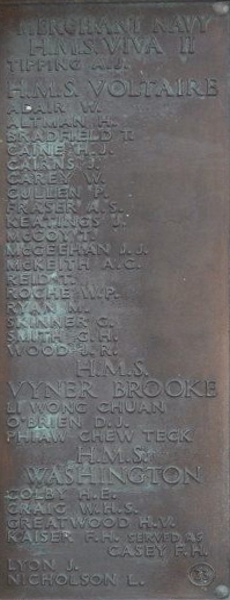 MERCHANT NAVY
H.M.S. VIVA II
TIPPING A.J.
H.M.S. VOLTAIRE
ADAIR W.
ALTMAN H.
BRADFIELD T.
CAINE H.J.
CAIRNS J.
CAREY W.
CULLEN P.
FRASER A.S.
KEATINGS J.
MCCOY T.
MCGEEHAN J.J.
MCKEITH A.C.
REID T.
ROCHE W.P.
RYAN M.
SKINNER G.
SMITH G.H.
WOOD J.R.
H.M.S.
VYNER BROOKE
LI WONG CHUAN
O'BRIEN D.J.
PHIAW CHEW TECK
H.M.S.
WASHINGTON
COLBY H.E.
CRAIG W.H.S.
GREATWOOD H.W.
KAISER F.H. SERVED AS
CASEY F.H.
LYON J.
NICHOLSON L.